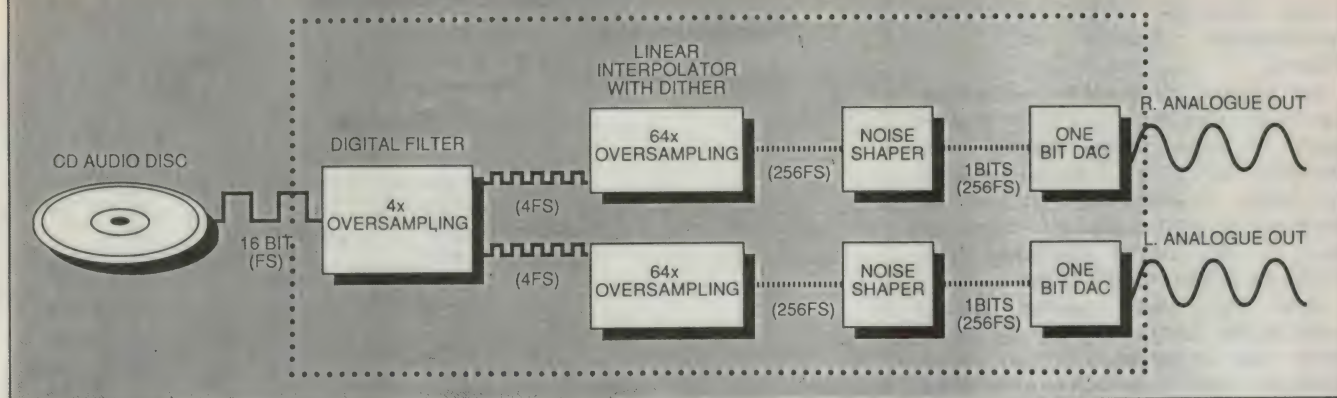 CD AUDIO DISC
16 BIT
(FS)
DIGITAL FILTER
4x
OVERSAMPLING
(4FS)
(4FS)
LINEAR
INTERPOLATOR
WITH DITHER
64x
OVERSAMPLING
(256FS)
NOISE
SHAPER
1BITS
(256FS)
ONE
BIT DAC
R. ANALOGUE OUT
64x
OVERSAMPLING
(256FS)
NOISE
SHAPER
1BITS
(256FS)
ONE
BIT DAC
L. ANALOGUE OUT